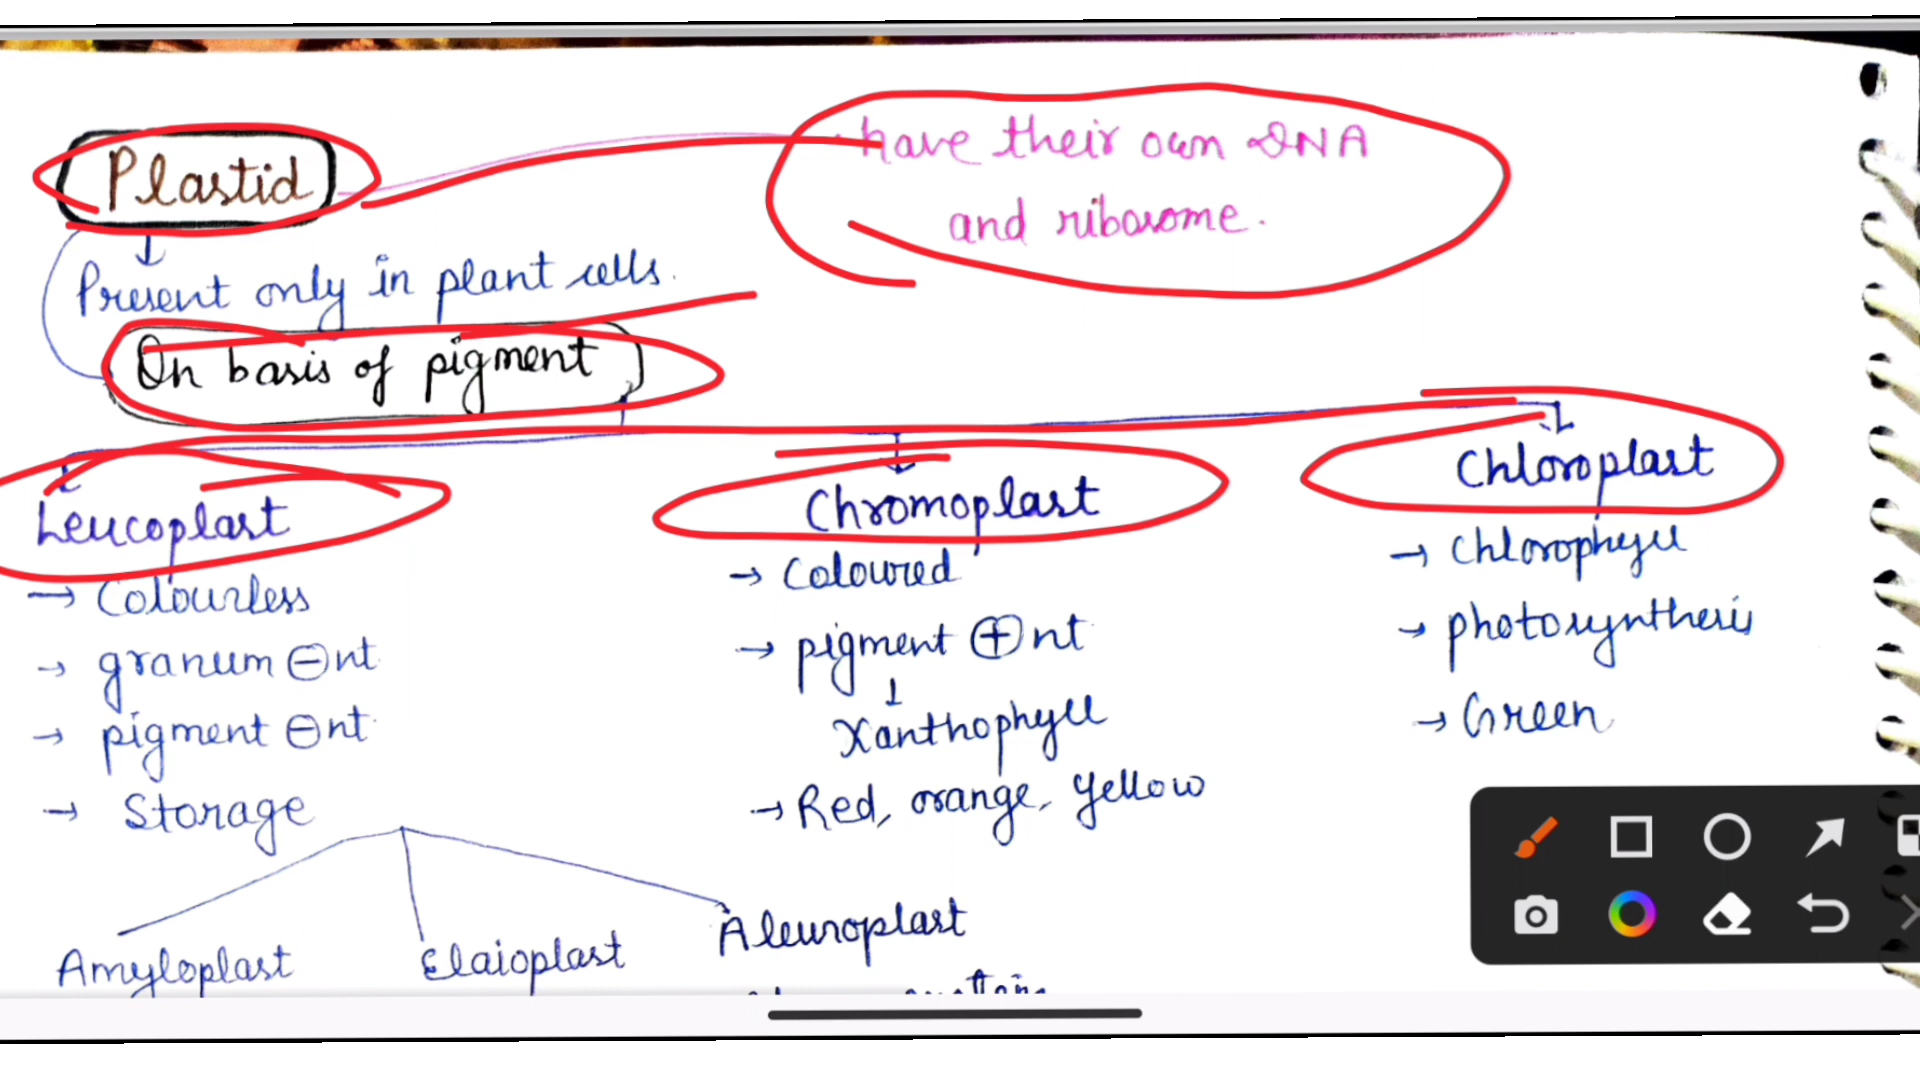 Plastid
have their own DNA
and ribosome.
Present only in plant cells.
On basis of pigment
Leucoplast
→ Colourless
→ granum ⊖nt
→ pigment ⊖nt
→ Storage
Amyloplast
Elaioplast
Aleuroplast
Chromoplast
→ Coloured
→ pigment ⊕nt
↓
Xanthophyll
→ Red, orange, yellow
Chloroplast
→ Chlorophyll
→ photosynthesis
→ Green